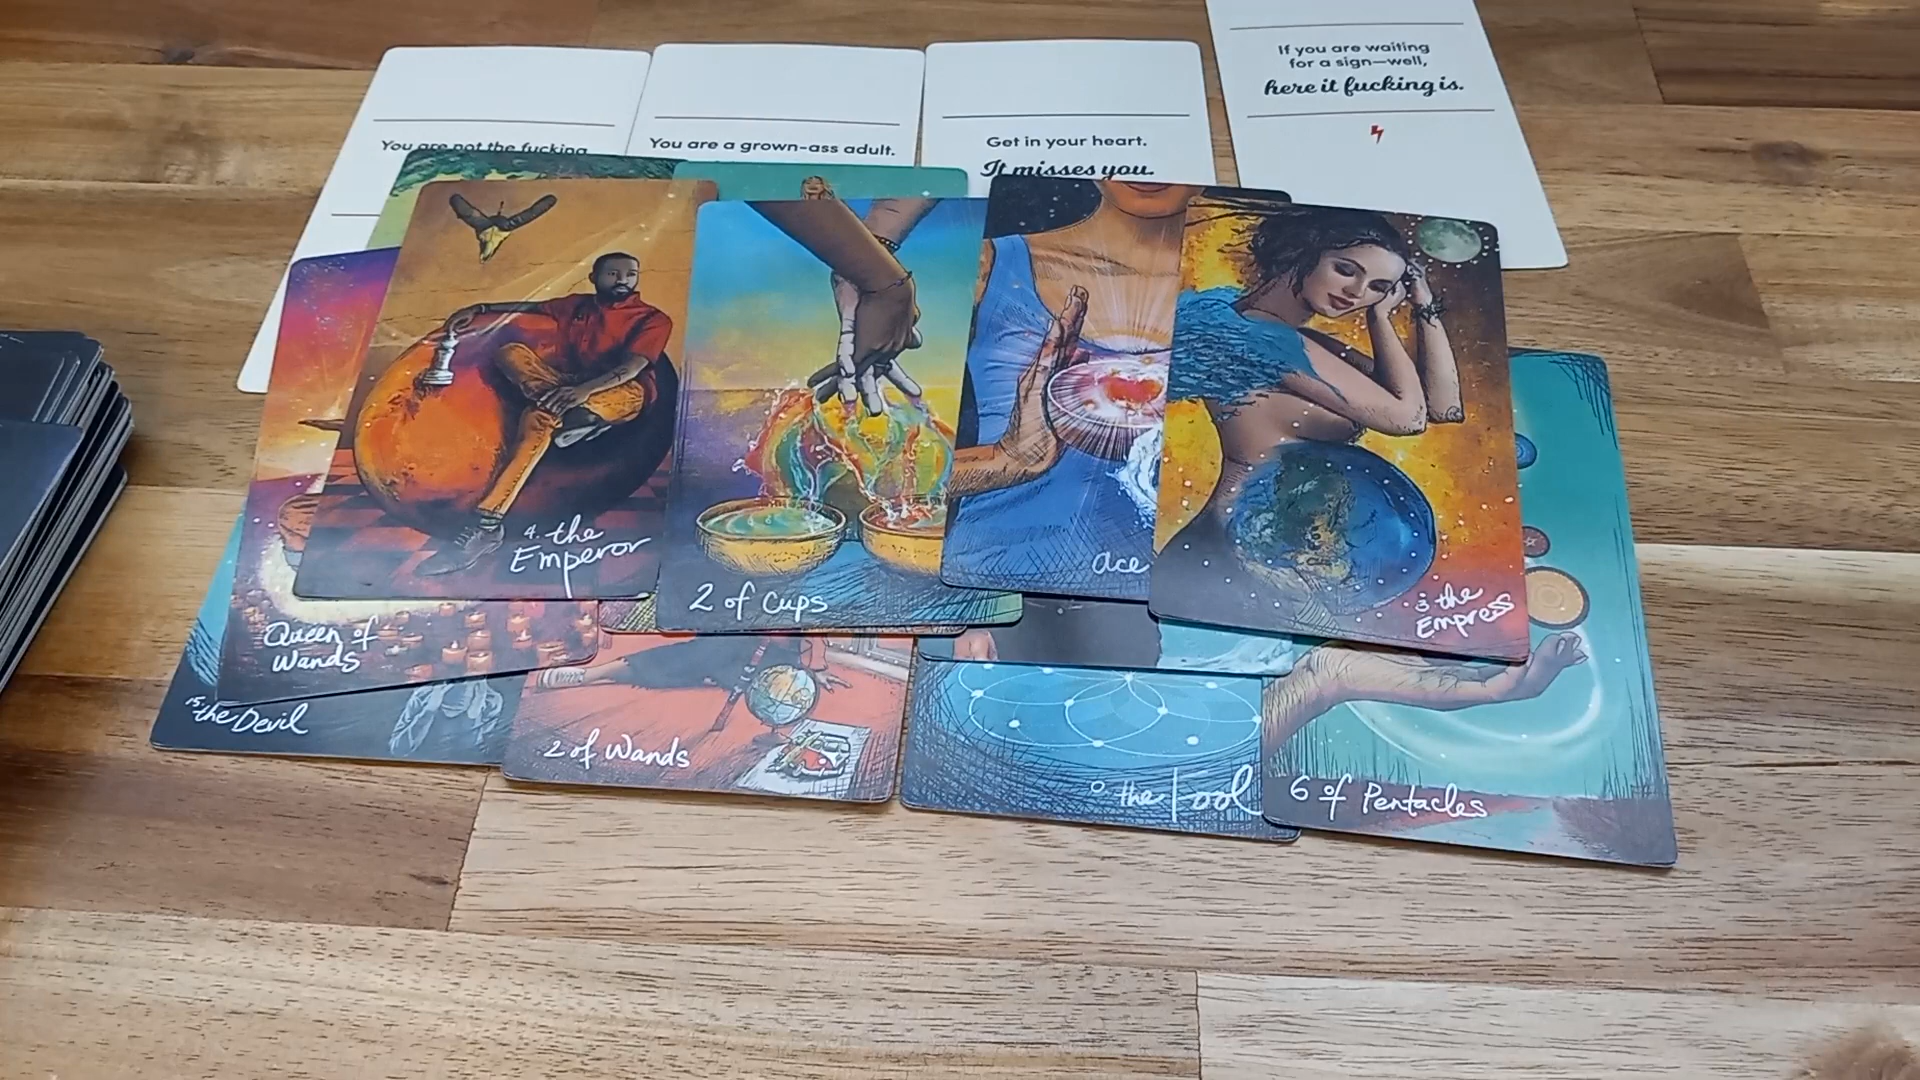 You are not the fucking
You are a grown-ass adult.
Get in your heart.
It misses you.
If you are waiting
for a sign—well,
here it fucking is.
4. the
Emperor
2 of Cups
Ace
3 the
Empress
Queen of
Wands
15. the Devil
2 of Wands
0 the Fool
6 of Pentacles